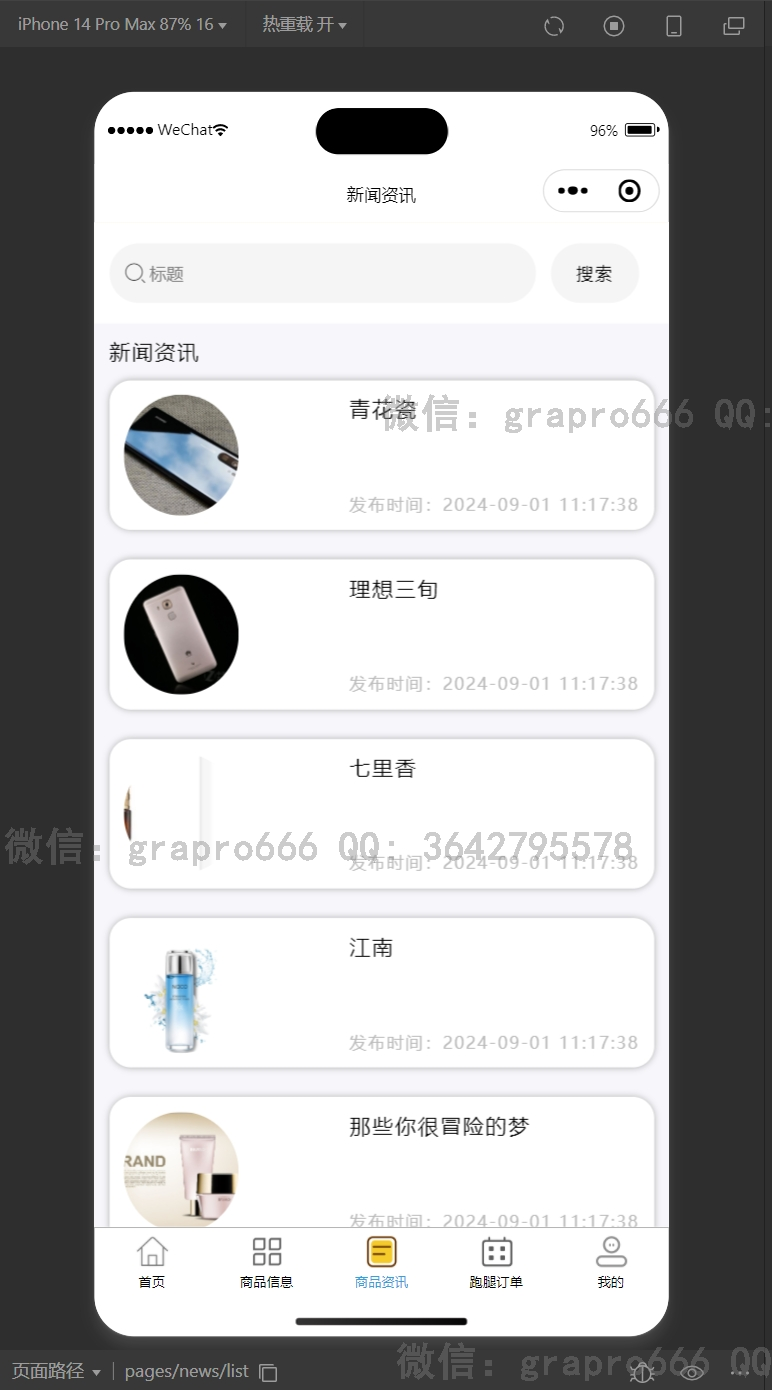 iPhone 14 Pro Max 87% 16 热重载 开
WeChat 96%
新闻资讯
标题 搜索
新闻资讯
青花瓷
微信：grapro666 QQ:
发布时间：2024-09-01 11:17:38
理想三旬
发布时间：2024-09-01 11:17:38
七里香
微信：grapro666 QQ：3642795578
发布时间：2024-09-01 11:17:38
江南
发布时间：2024-09-01 11:17:38
那些你很冒险的梦
RAND
发布时间：2024-09-01 11:17:38
首页 商品信息 商品资讯 跑腿订单 我的
微信：grapro666 QQ
页面路径 pages/news/list